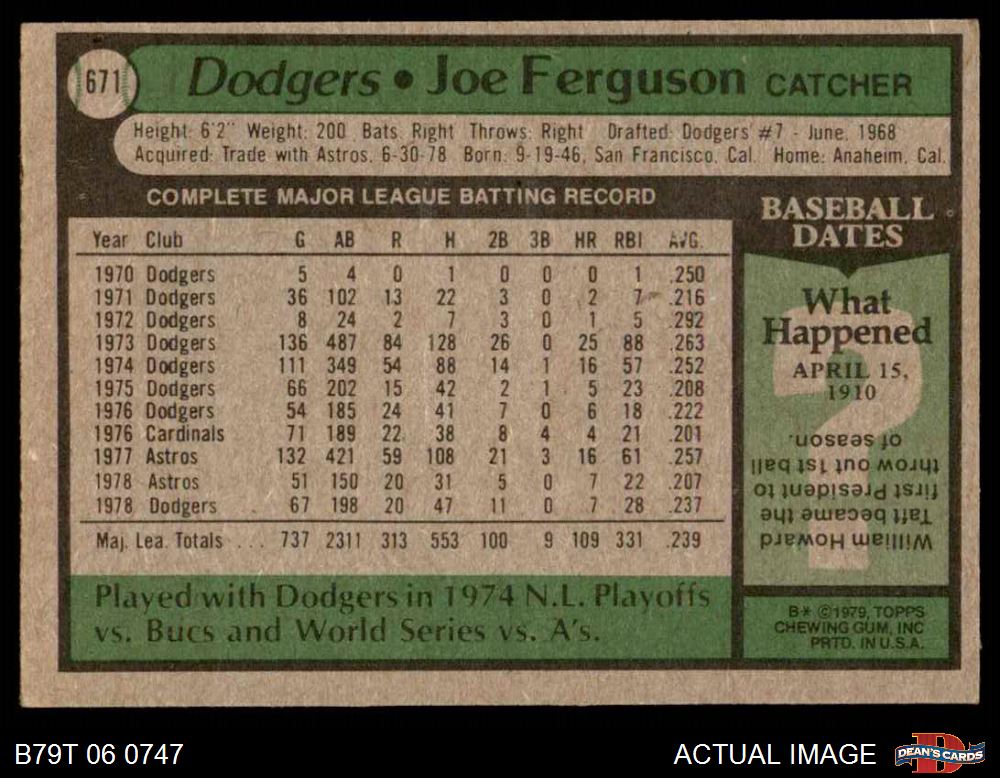 671
Dodgers • Joe Ferguson CATCHER
Height: 6'2" Weight: 200 Bats: Right Throws: Right Drafted: Dodgers #7 - June, 1968
Acquired: Trade with Astros, 6-30-78 Born: 9-19-46, San Francisco, Cal. Home: Anaheim, Cal.
COMPLETE MAJOR LEAGUE BATTING RECORD
Year Club G AB R H 2B 3B HR RBI AVG.
1970 Dodgers 5 4 0 1 0 0 0 1 .250
1971 Dodgers 36 102 13 22 3 0 2 7 .216
1972 Dodgers 8 24 2 7 3 0 1 5 .292
1973 Dodgers 136 487 84 128 26 0 25 88 .263
1974 Dodgers 111 349 54 88 14 1 16 57 .252
1975 Dodgers 66 202 15 42 2 1 5 23 .208
1976 Dodgers 54 185 24 41 7 0 6 18 .222
1976 Cardinals 71 189 22 38 8 4 4 21 .201
1977 Astros 132 421 59 108 21 3 16 61 .257
1978 Astros 51 150 20 31 5 0 7 22 .207
1978 Dodgers 67 198 20 47 11 0 7 28 .237
Maj. Lea. Totals ... 737 2311 313 553 100 9 109 331 .239
Played with Dodgers in 1974 N.L. Playoffs
vs. Bucs and World Series vs. A's.
BASEBALL
DATES
What
Happened
APRIL 15,
1910
?
William Howard
Taft became the
first President to
throw out 1st ball
of season.
B* ©1979, TOPPS
CHEWING GUM, INC
PRTD. IN U.S.A.
B79T 06 0747
ACTUAL IMAGE
D
DEAN'S CARDS